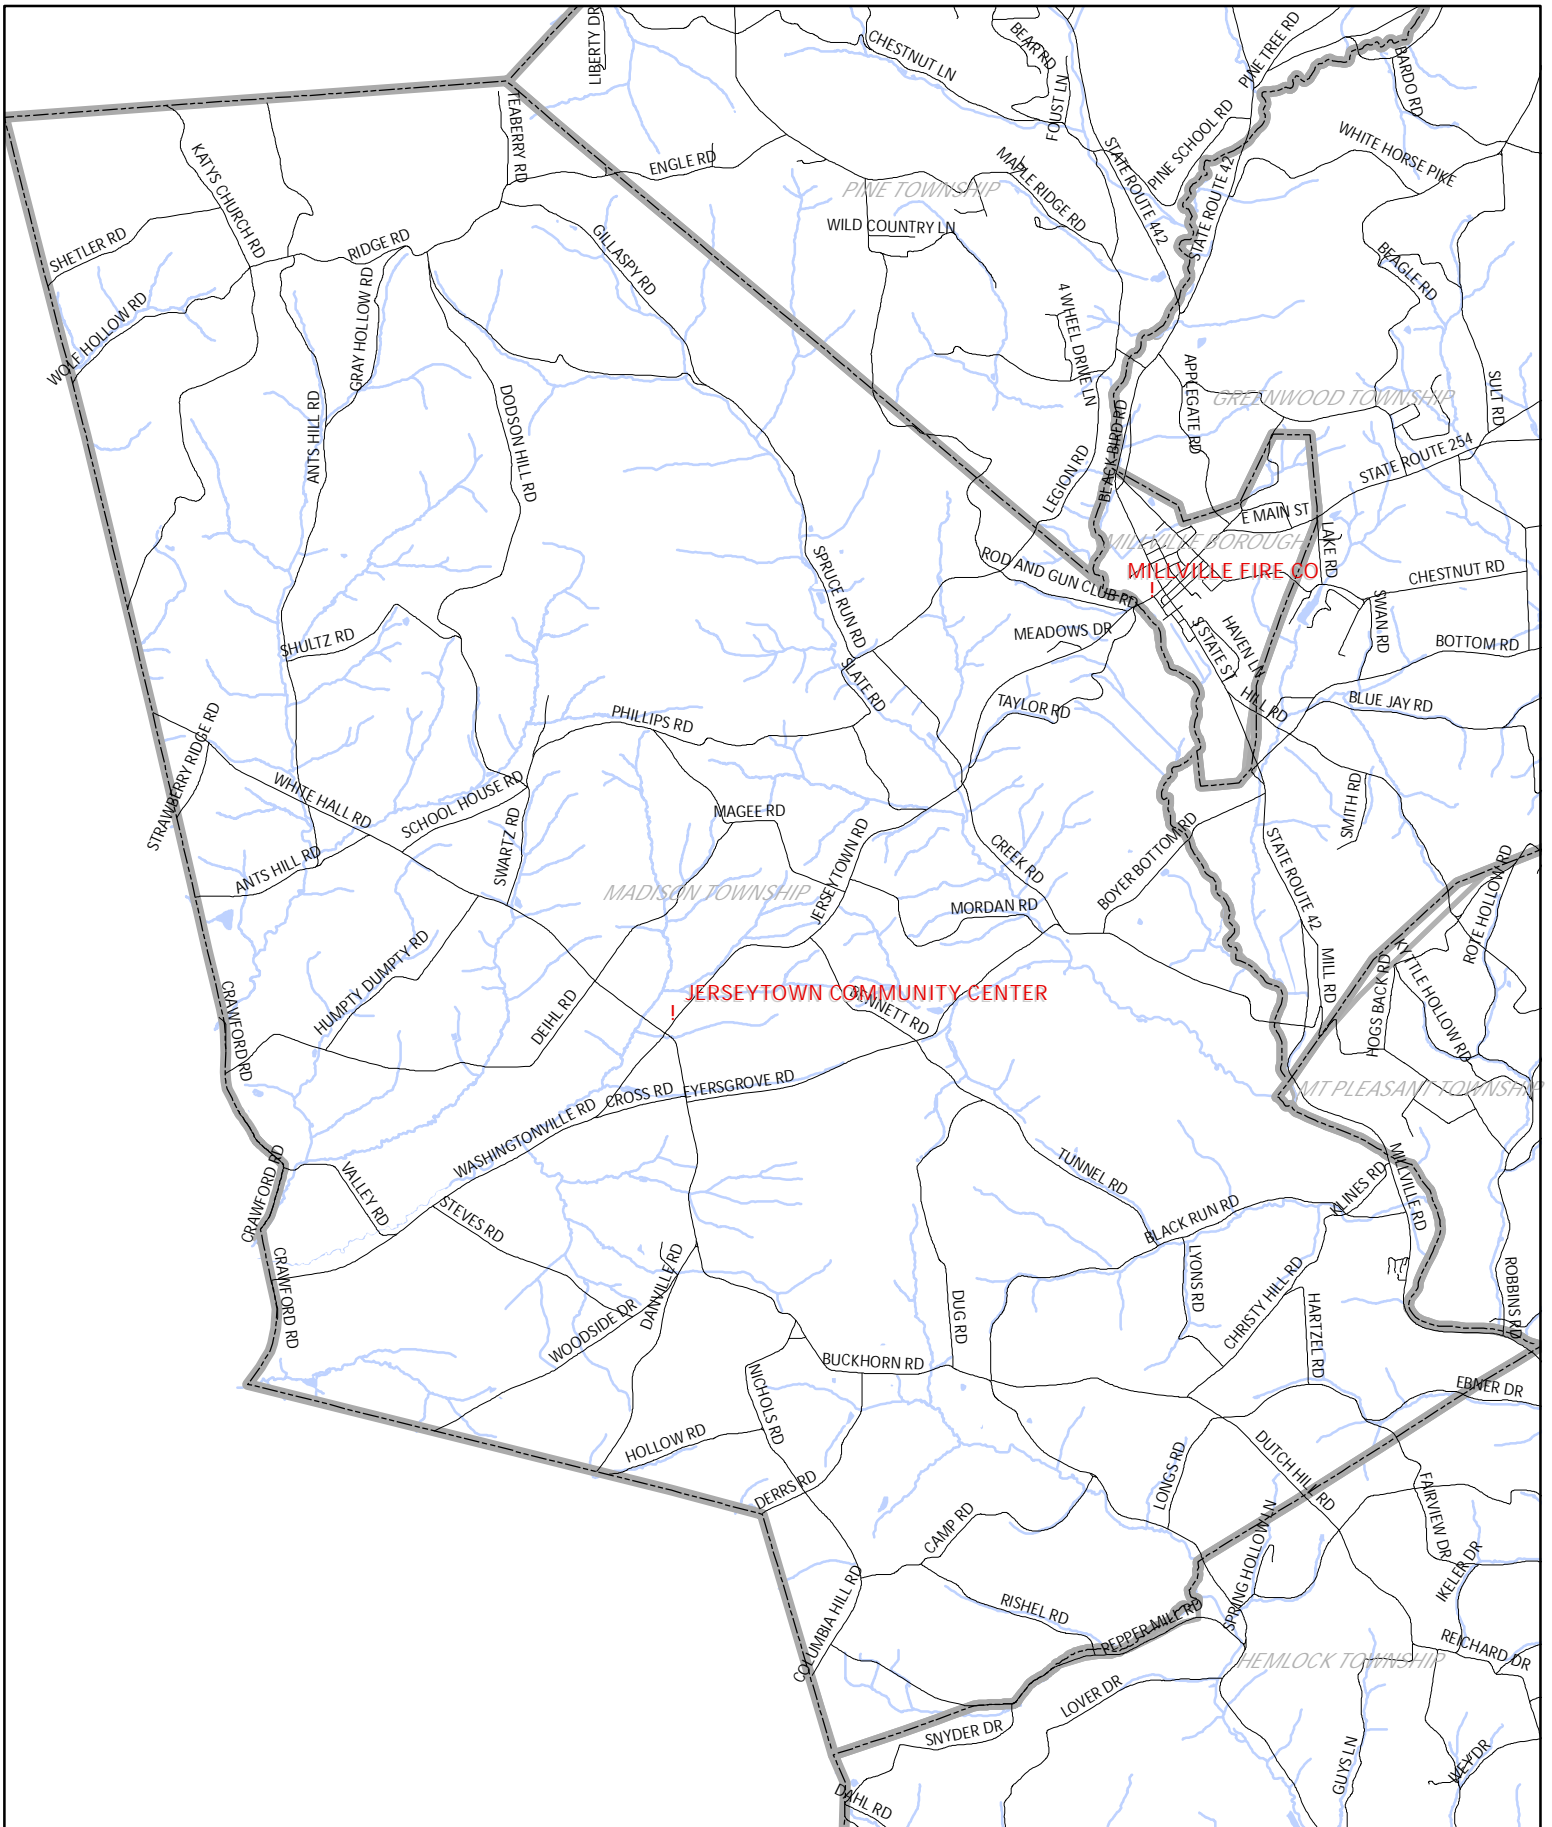 LIBERTY DR
CHESTNUT LN
BEAR RD
FOUST LN
PINE TREE RD
BARDO RD
TEABERRY RD
KATYS CHURCH RD
ENGLE RD
PINE TOWNSHIP
MAPLE RIDGE RD
STATE ROUTE 442
PINE SCHOOL RD
STATE ROUTE 42
WHITE HORSE PIKE
SHETLER RD
RIDGE RD
GILLASPY RD
WILD COUNTRY LN
BEAGLE RD
WOLF HOLLOW RD
GRAY HOLLOW RD
4 WHEEL DRIVE LN
APPLEGATE RD
GREENWOOD TOWNSHIP
SULT RD
ANTS HILL RD
DODSON HILL RD
LEGION RD
BLACK BIRD RD
STATE ROUTE 254
E MAIN ST
LAKE RD
MILLVILLE BOROUGH
MILLVILLE FIRE CO
!
CHESTNUT RD
ROD AND GUN CLUB RD
SPRUCE RUN RD
MEADOWS DR
SHULTZ RD
S STATE ST
HAVEN LN
SWAN RD
BOTTOM RD
SLATE RD
TAYLOR RD
HILL RD
BLUE JAY RD
STRAWBERRY RIDGE RD
PHILLIPS RD
WHITE HALL RD
SCHOOL HOUSE RD
SWARTZ RD
MAGEE RD
JERSEYTOWN RD
CREEK RD
BOYER BOTTOM RD
SMITH RD
STATE ROUTE 42
ANTS HILL RD
MADISON TOWNSHIP
MORDAN RD
ROTE HOLLOW RD
HUMPTY DUMPTY RD
CRAWFORD RD
DEIHL RD
JERSEYTOWN COMMUNITY CENTER
!
BENNETT RD
MILL RD
HOGS BACK RD
KYTTLE HOLLOW RD
WASHINGTONVILLE RD
CROSS RD
EYERSGROVE RD
MT PLEASANT TOWNSHIP
CRAWFORD RD
VALLEY RD
STEVES RD
TUNNEL RD
BLACK RUN RD
KLINES RD
MILLVILLE RD
CRAWFORD RD
WOODSIDE DR
DANVILLE RD
DUG RD
LYONS RD
CHRISTY HILL RD
HARTZEL RD
ROBBINS RD
BUCKHORN RD
NICHOLS RD
EBNER DR
HOLLOW RD
DERRS RD
LONGS RD
DUTCH HILL RD
FAIRVIEW DR
CAMP RD
SPRING HOLLOW LN
IKELER DR
COLUMBIA HILL RD
RISHEL RD
PEPPER MILL RD
REICHARD DR
HEMLOCK TOWNSHIP
LOVER DR
SNYDER DR
GUYS LN
IVEY DR
DAHL RD